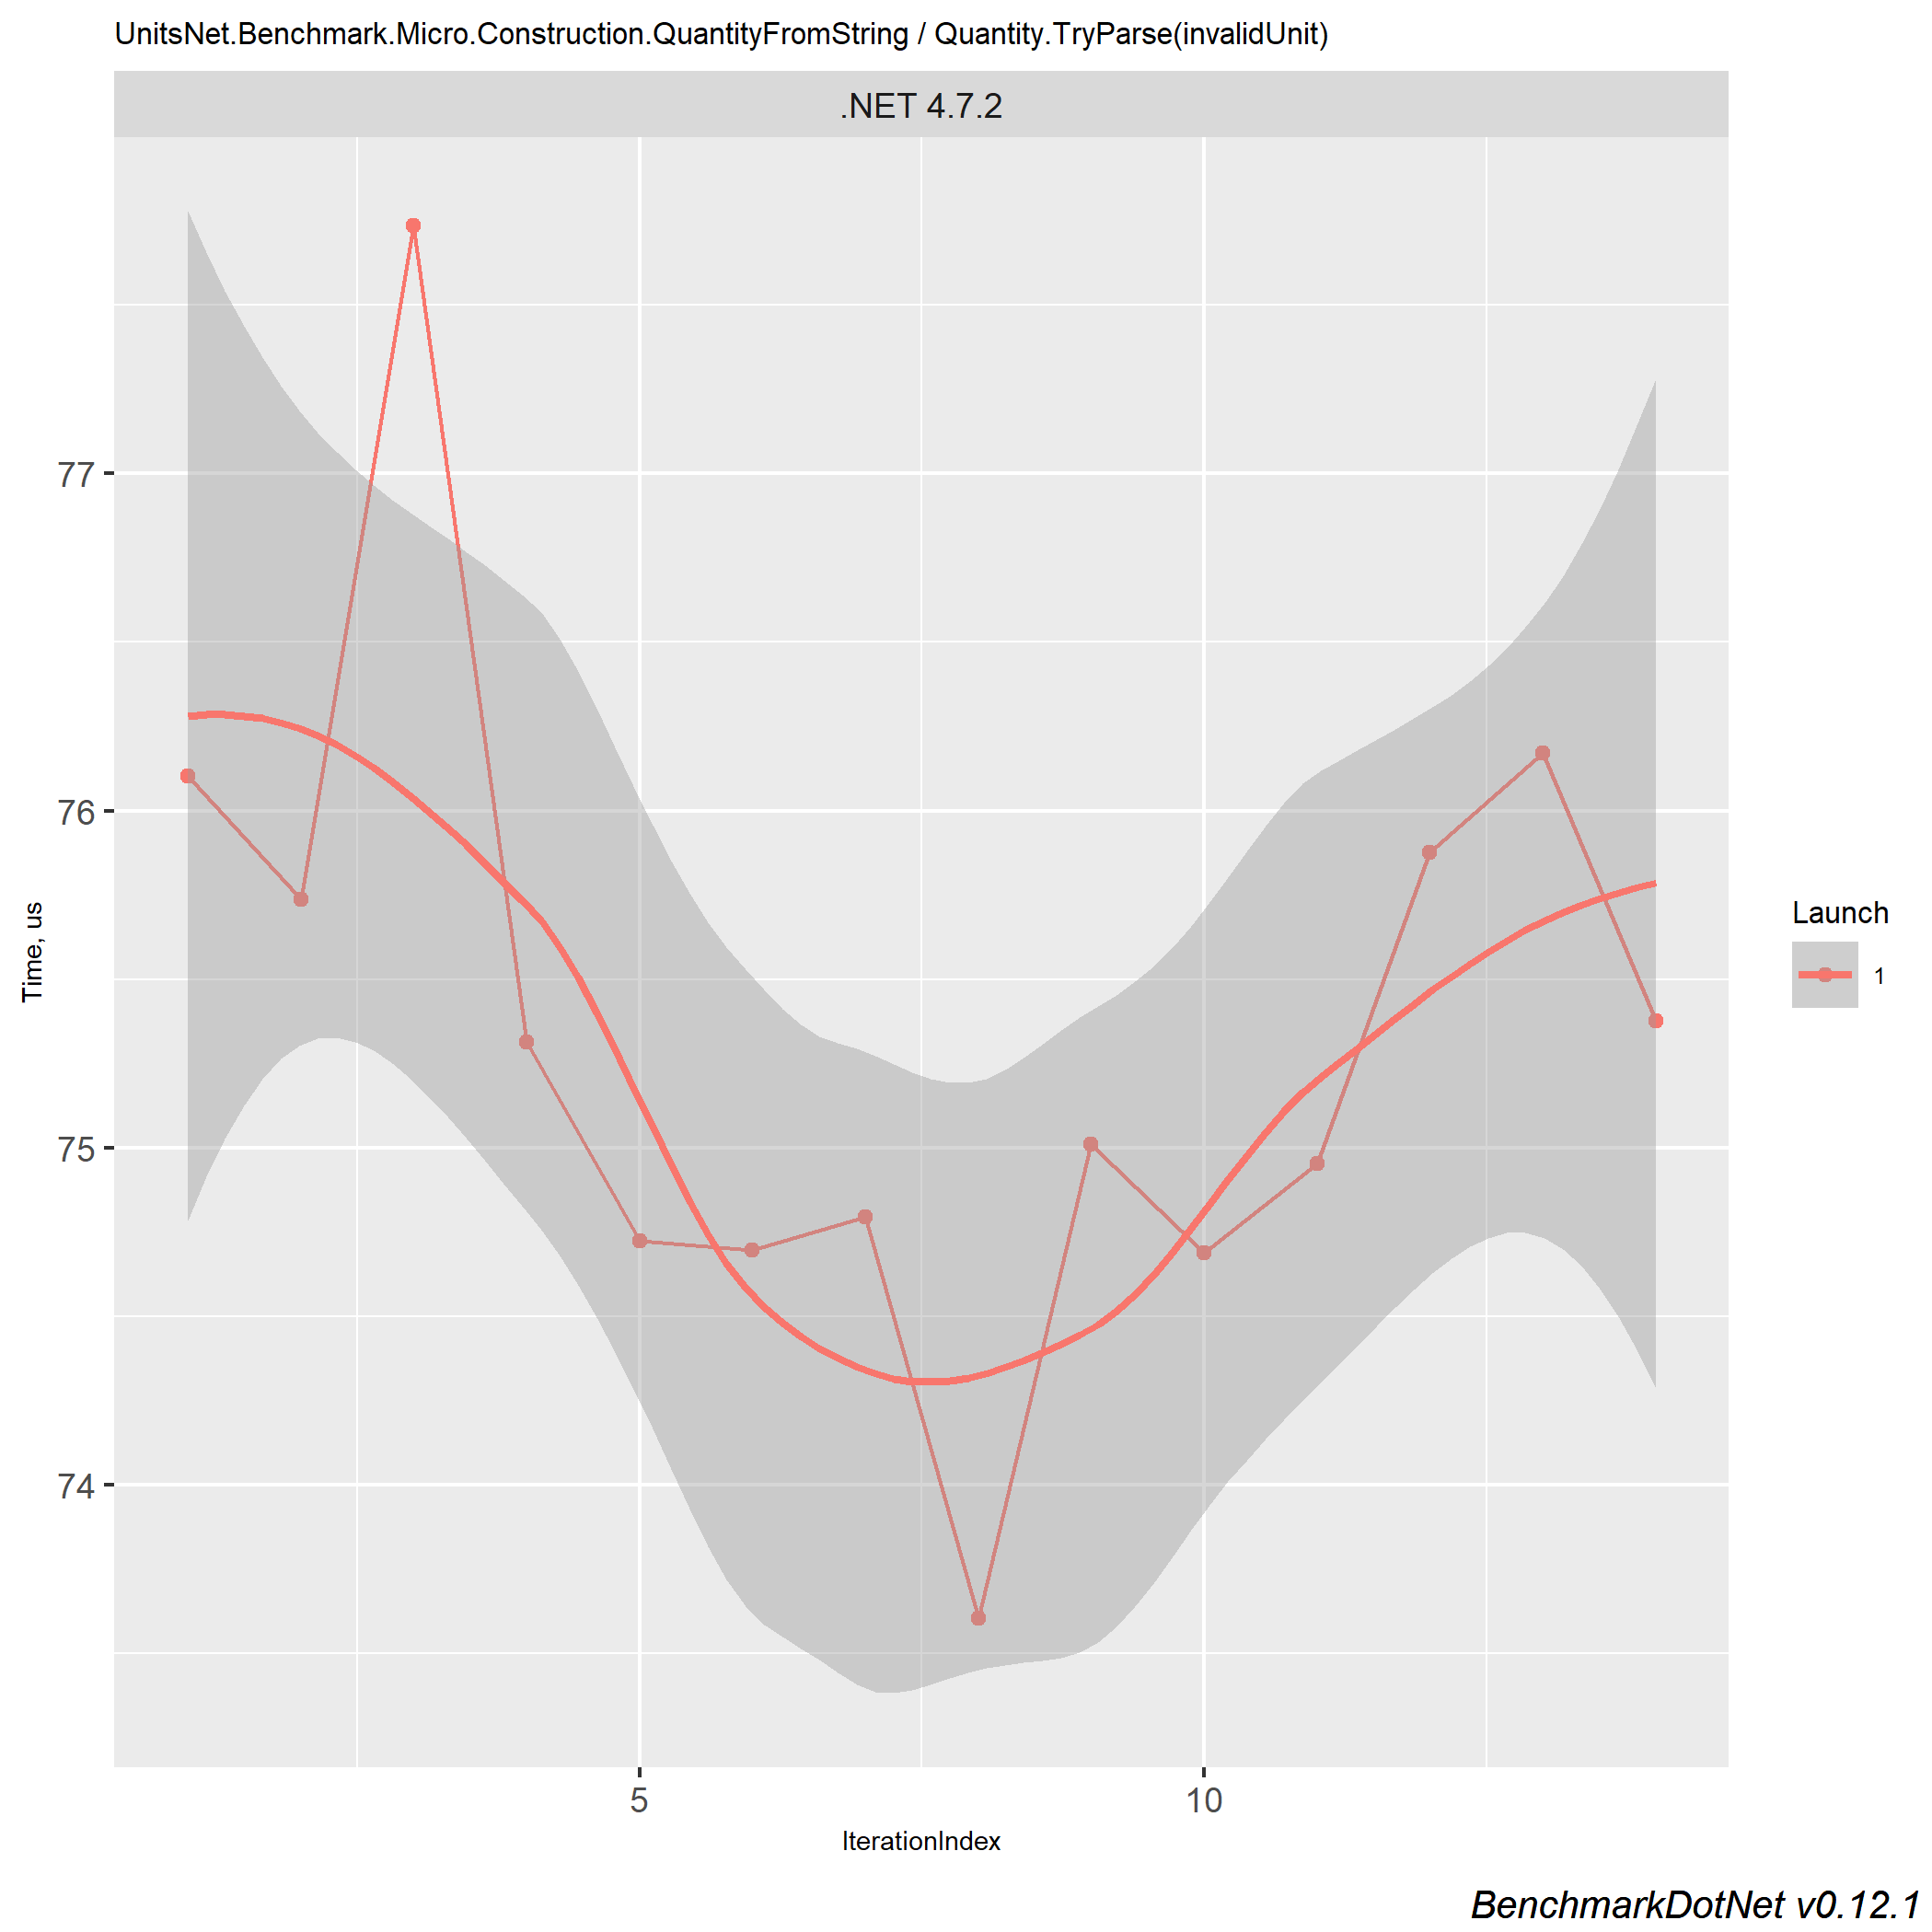 UnitsNet.Benchmark.Micro.Construction.QuantityFromString / Quantity.TryParse(invalidUnit)
.NET 4.7.2
77
76
75
74
Time, us
5
10
IterationIndex
Launch
1
BenchmarkDotNet v0.12.1